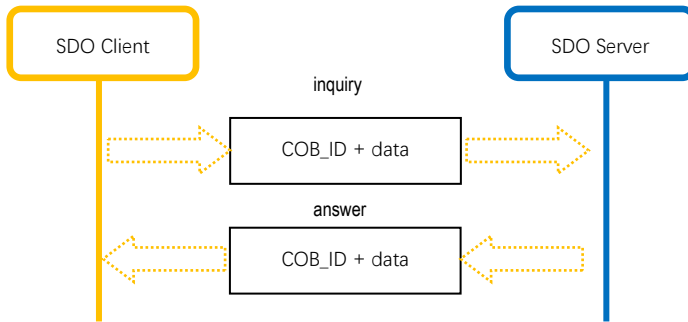 SDO Client
SDO Server
inquiry
COB_ID + data
answer
COB_ID + data